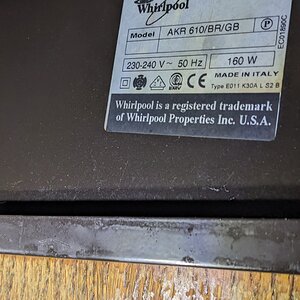 Whirlpool
Model AKR 610/BR/GB
P
EC01890C
230-240 V ~ 50 Hz 160 W
MADE IN ITALY
Type E011 K30A L S2 B
Whirlpool is a registered trademark
of Whirlpool Properties Inc. U.S.A.